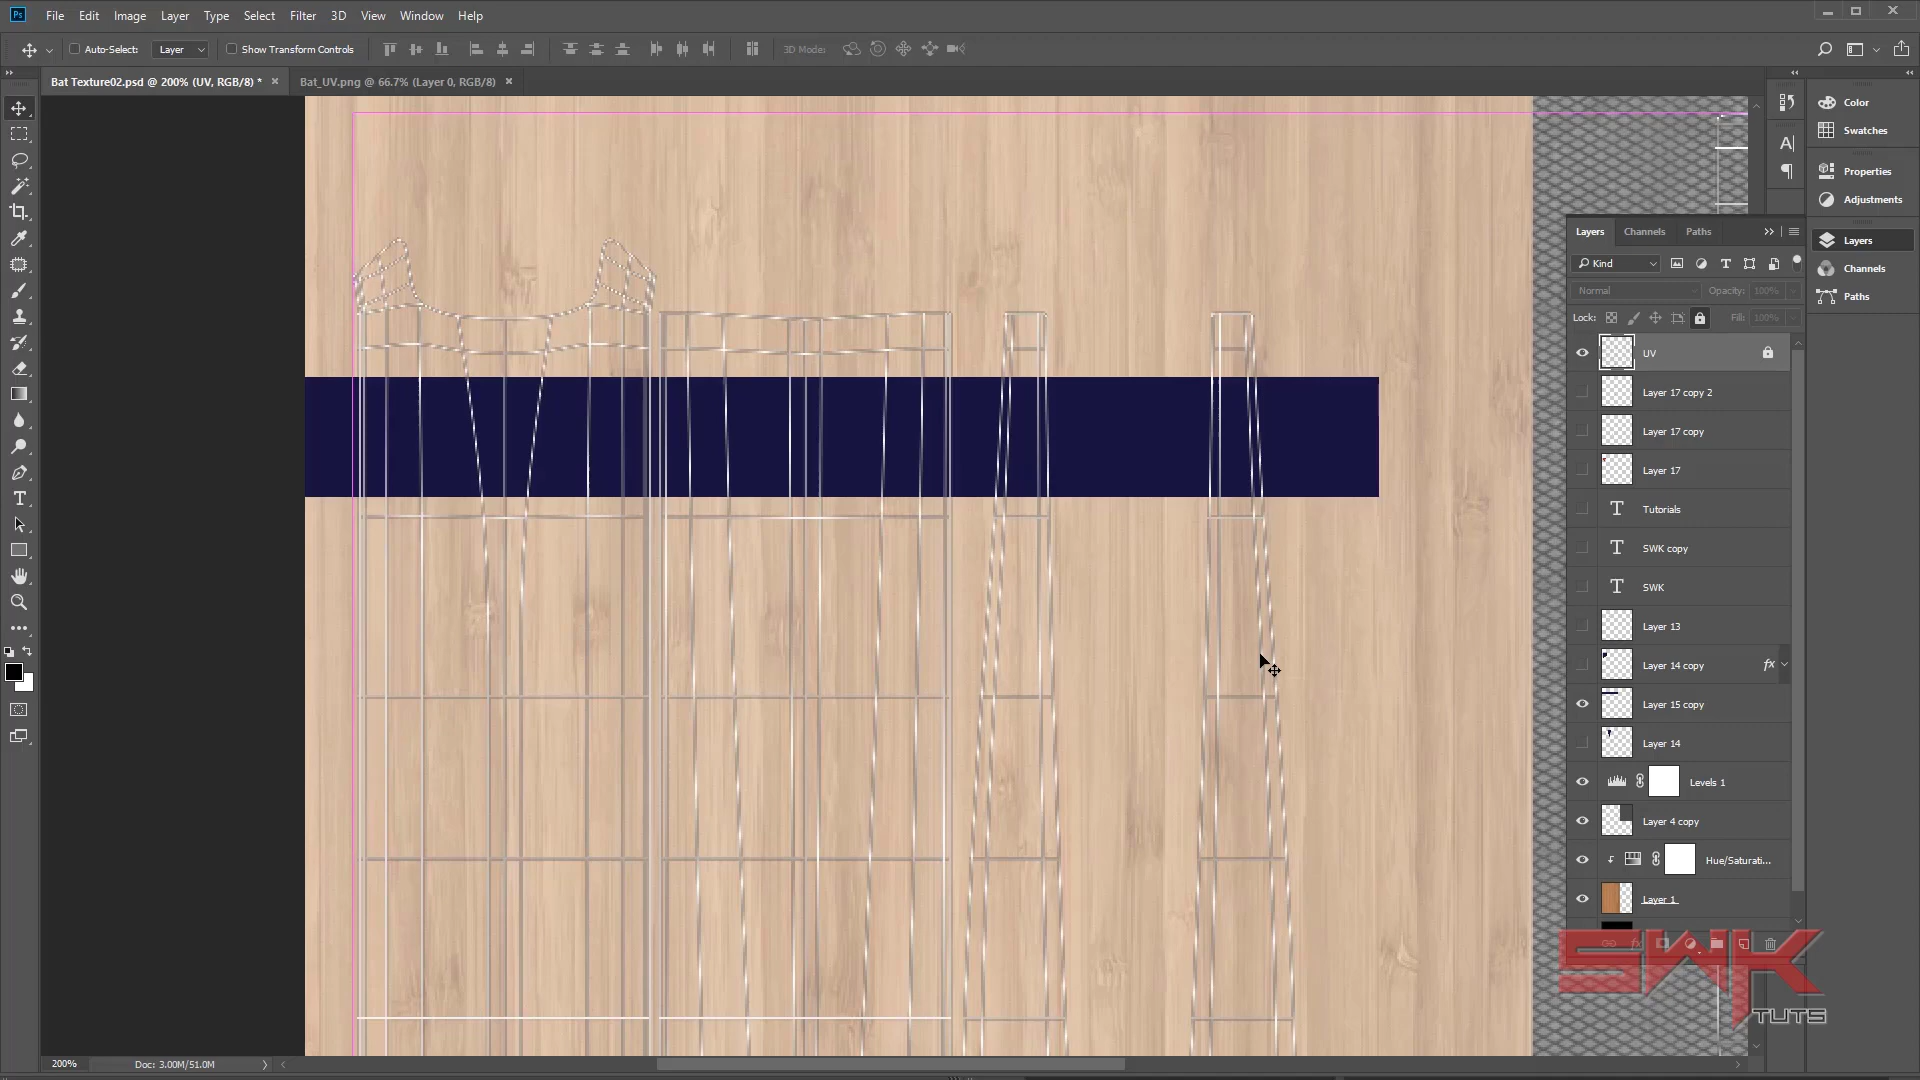 Ps File Edit Image Layer Type Select Filter 3D View Window Help
Auto-Select: Layer Show Transform Controls 3D Mode:
Bat Texture02.psd @ 200% (UV, RGB/8) * × Bat_UV.png @ 66.7% (Layer 0, RGB/8) ×
Color
Swatches
Properties
Adjustments
Layers
Channels
Paths
Layers Channels Paths
Kind
Normal Opacity: 100%
Lock: Fill: 100%
UV
Layer 17 copy 2
Layer 17 copy
Layer 17
T Tutorials
T SWK copy
T SWK
Layer 13
Layer 14 copy fx
Layer 15 copy
Layer 14
Levels 1
Layer 4 copy
Hue/Saturati...
Layer 1
SWK
TUTS
200% Doc: 3.00M/51.0M